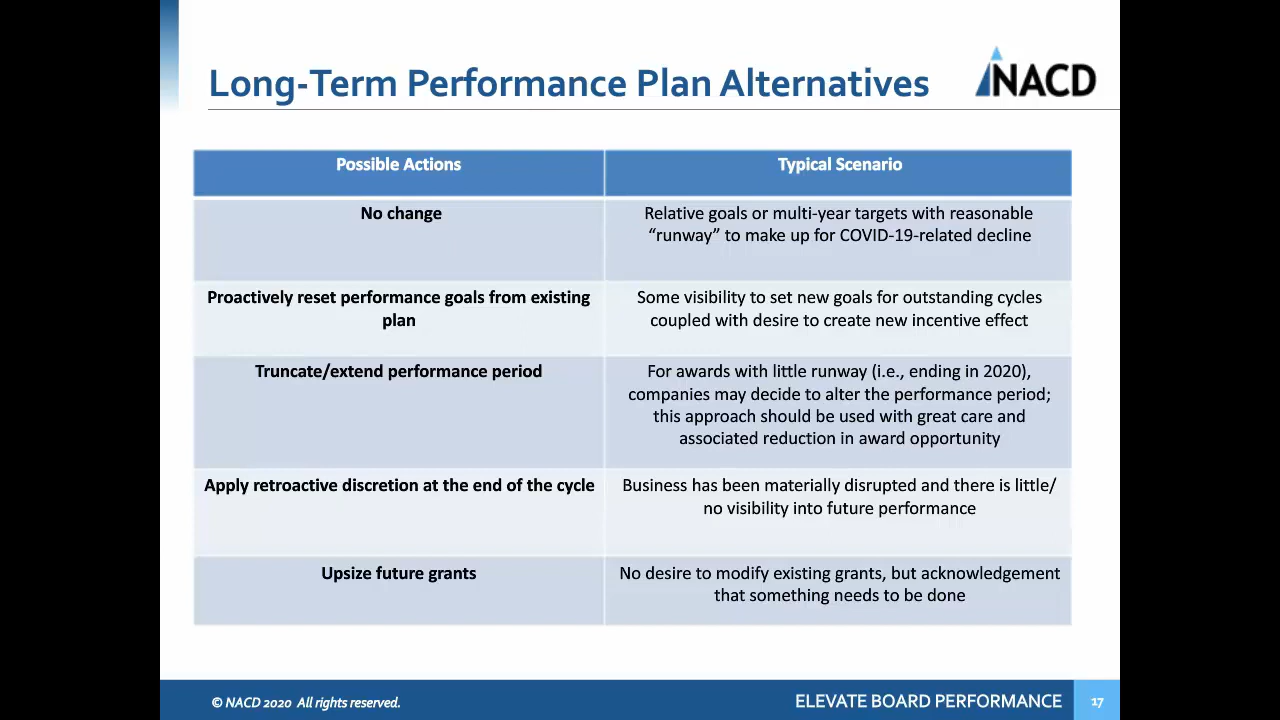 Long-Term Performance Plan Alternatives
NACD
Possible Actions
Typical Scenario
No change
Relative goals or multi-year targets with reasonable
“runway” to make up for COVID-19-related decline
Proactively reset performance goals from existing
plan
Some visibility to set new goals for outstanding cycles
coupled with desire to create new incentive effect
Truncate/extend performance period
For awards with little runway (i.e., ending in 2020),
companies may decide to alter the performance period;
this approach should be used with great care and
associated reduction in award opportunity
Apply retroactive discretion at the end of the cycle
Business has been materially disrupted and there is little/
no visibility into future performance
Upsize future grants
No desire to modify existing grants, but acknowledgement
that something needs to be done
© NACD 2020 All rights reserved.
ELEVATE BOARD PERFORMANCE
17